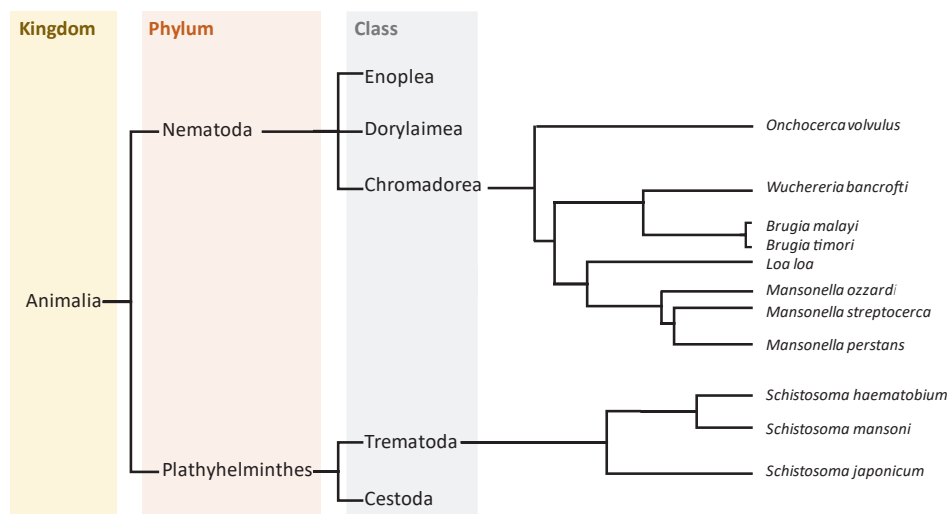 Kingdom
Phylum
Class
Enoplea
Nematoda
Dorylaimea
Onchocerca volvulus
Chromadorea
Wuchereria bancrofti
Brugia malayi
Brugia timori
Loa loa
Animalia
Mansonella ozzardi
Mansonella streptocerca
Mansonella perstans
Schistosoma haematobium
Schistosoma mansoni
Trematoda
Plathyhelminthes
Schistosoma japonicum
Cestoda